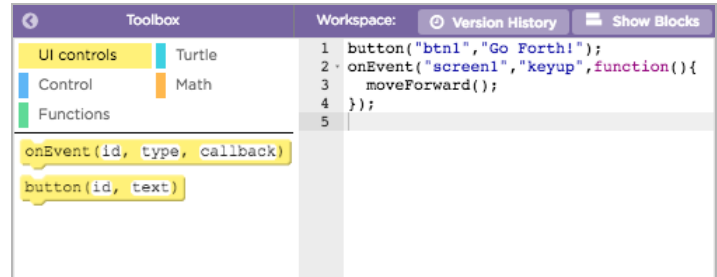 Toolbox
Workspace: Version History Show Blocks
UI controls Turtle
Control Math
Functions
onEvent(id, type, callback)
button(id, text)
1 button("btn1","Go Forth!");
2 onEvent("screen1","keyup",function(){
3 moveForward();
4 });
5